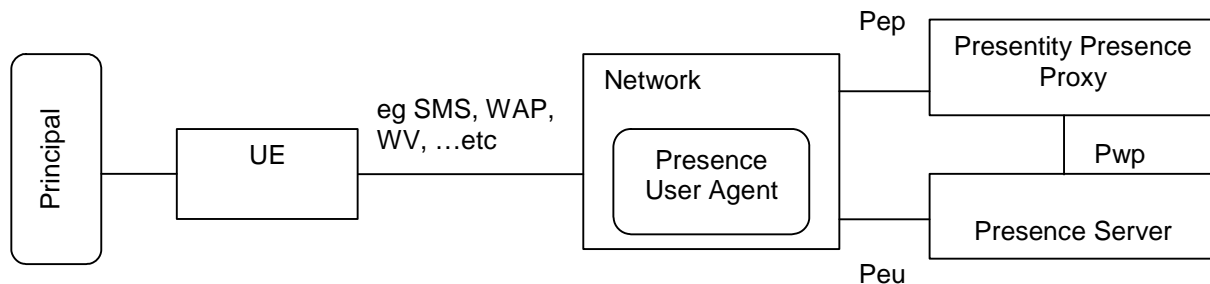 Principal
UE
eg SMS, WAP,
WV, …etc
Network
Presence
User Agent
Pep
Presentity Presence
Proxy
Pwp
Presence Server
Peu